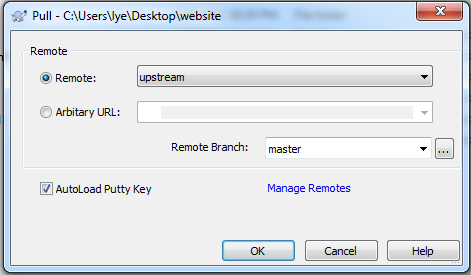 Pull - C:\Users\lye\Desktop\website
Remote
Remote: upstream
Arbitary URL:
Remote Branch: master ...
AutoLoad Putty Key Manage Remotes
OK Cancel Help